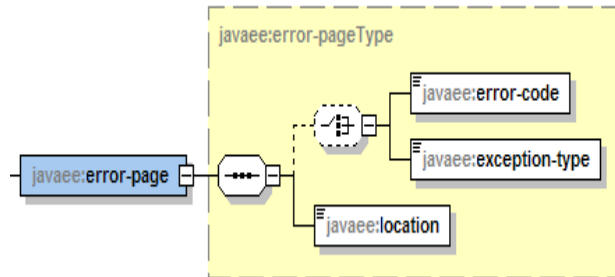 javaee:error-pageType
javaee:error-code
javaee:exception-type
javaee:error-page
javaee:location